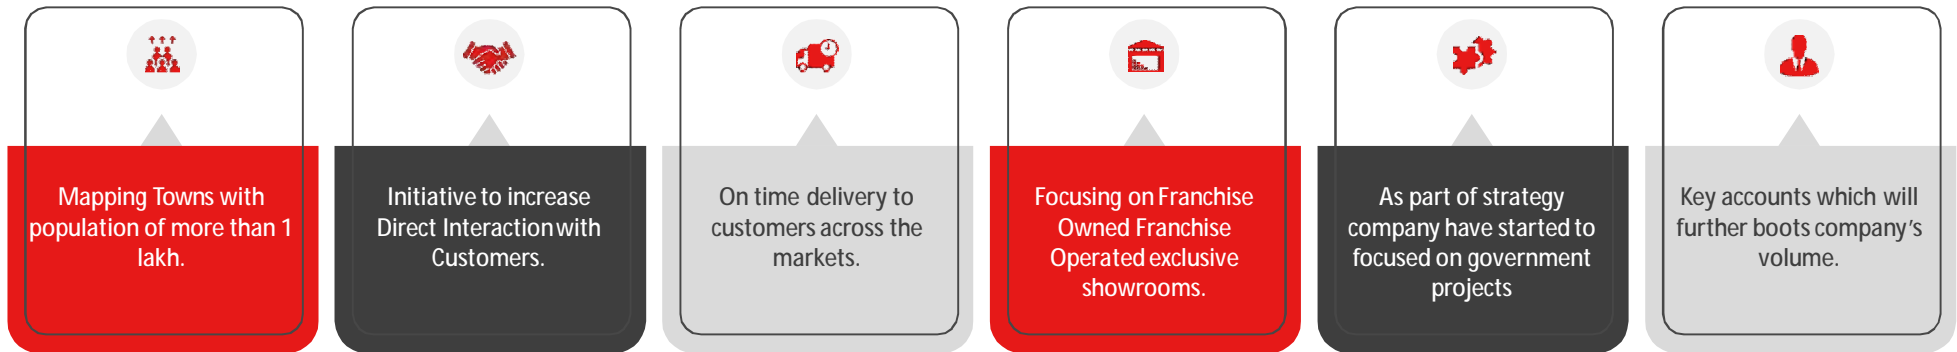 Mapping Towns with
population of more than 1
lakh.
Initiative to increase
Direct Interaction with
Customers.
On time delivery to
customers across the
markets.
Focusing on Franchise
Owned Franchise
Operated exclusive
showrooms.
As part of strategy
company have started to
focused on government
projects
Key accounts which will
further boots company's
volume.